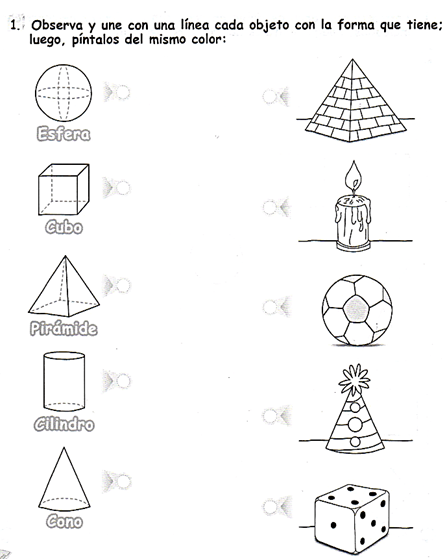 1. Observa y une con una línea cada objeto con la forma que tiene;
luego, píntalos del mismo color:
Esfera
Cubo
Pirámide
Cilindro
Cono